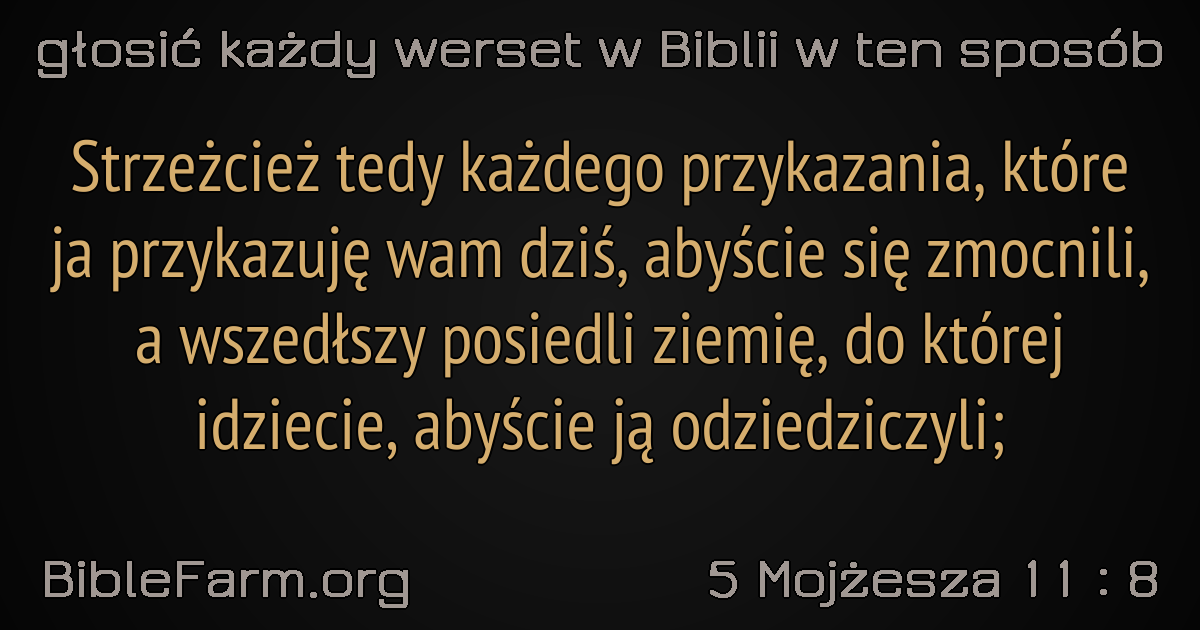 głosić każdy werset w Biblii w ten sposób
Strzeżcież tedy każdego przykazania, które
ja przykazuję wam dziś, abyście się zmocnili,
a wszedłszy posiedli ziemię, do której
idziecie, abyście ją odziedziczyli;
BibleFarm.org
5 Mojżesza 11 : 8